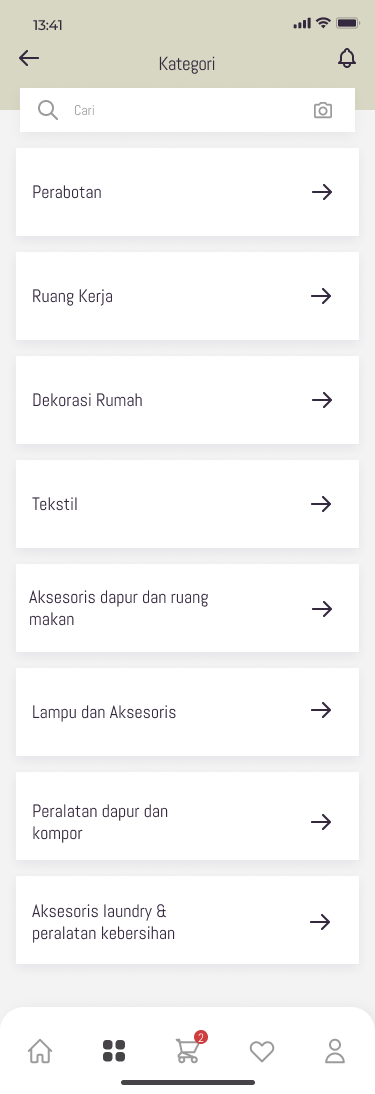 13:41
Kategori
Cari
Perabotan
Ruang Kerja
Dekorasi Rumah
Tekstil
Aksesoris dapur dan ruang
makan
Lampu dan Aksesoris
Peralatan dapur dan
kompor
Aksesoris laundry &
peralatan kebersihan
2